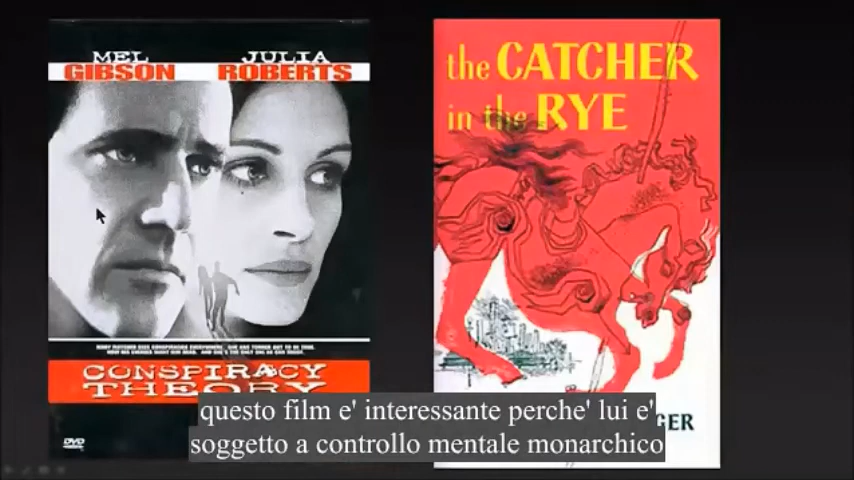 MEL
GIBSON
JULIA
ROBERTS
CONSPIRACY
THEORY
DVD
the CATCHER
in the RYE
GER
questo film e' interessante perche' lui e'
soggetto a controllo mentale monarchico